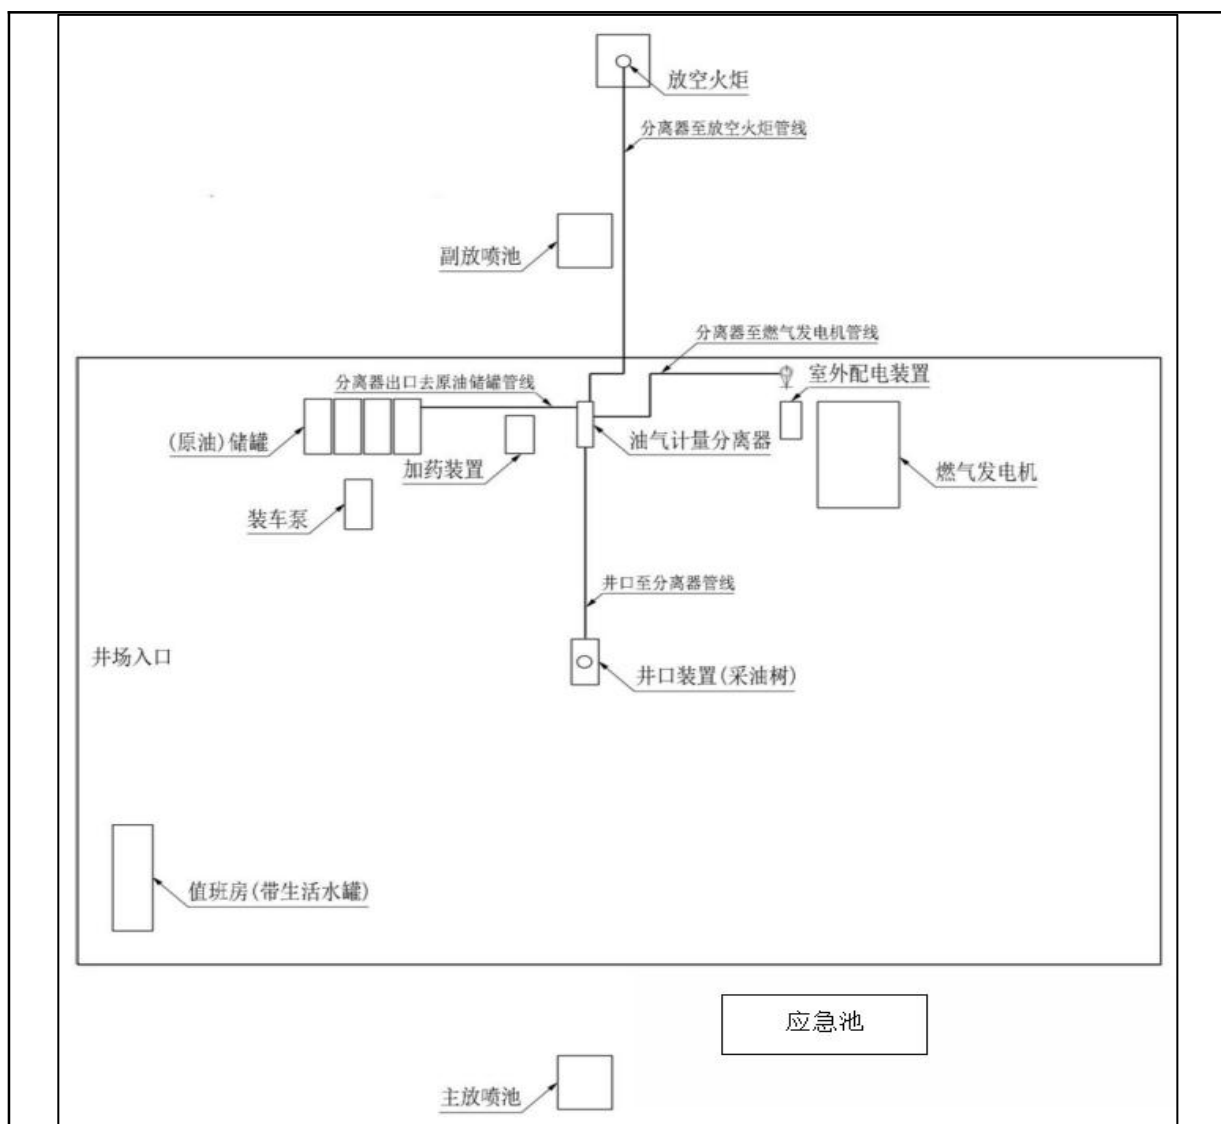 放空火炬
分离器至放空火炬管线
副放喷池
分离器至燃气发电机管线
室外配电装置
分离器出口去原油储罐管线
(原油)储罐
加药装置
油气计量分离器
燃气发电机
装车泵
井口至分离器管线
井场入口
井口装置(采油树)
值班房(带生活水罐)
应急池
主放喷池